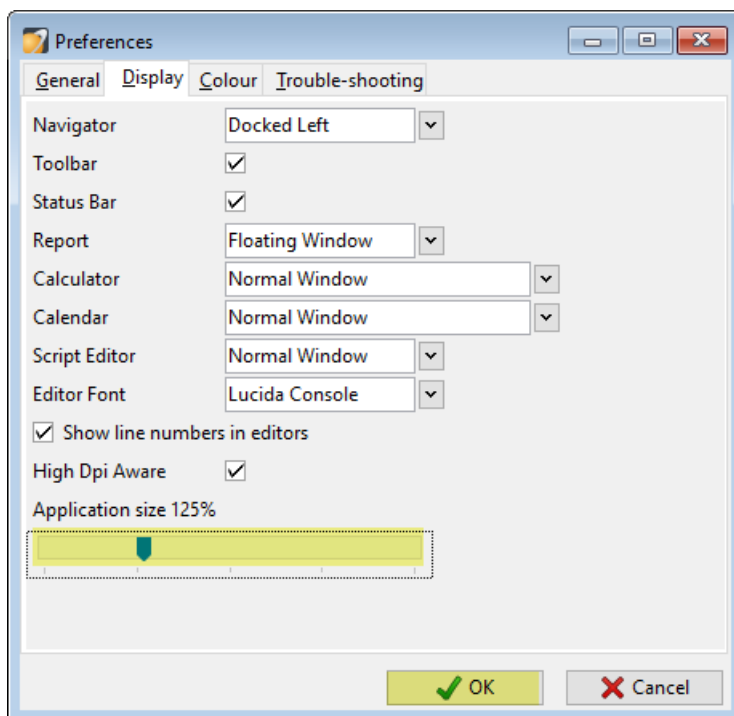 Preferences
General Display Colour Trouble-shooting
Navigator Docked Left
Toolbar
Status Bar
Report Floating Window
Calculator Normal Window
Calendar Normal Window
Script Editor Normal Window
Editor Font Lucida Console
Show line numbers in editors
High Dpi Aware
Application size 125%
OK Cancel